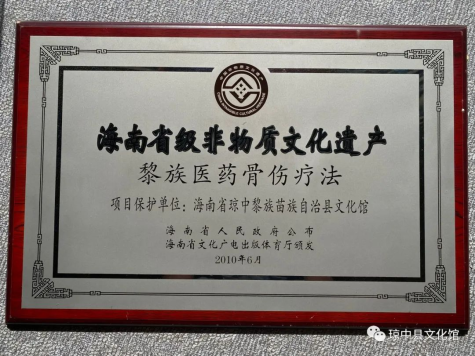 海南省级非物质文化遗产
黎族医药骨伤疗法
项目保护单位：海南省琼中黎族苗族自治县文化馆
海南省人民政府公布
海南省文化广电出版体育厅颁发
2010年6月
琼中县文化馆